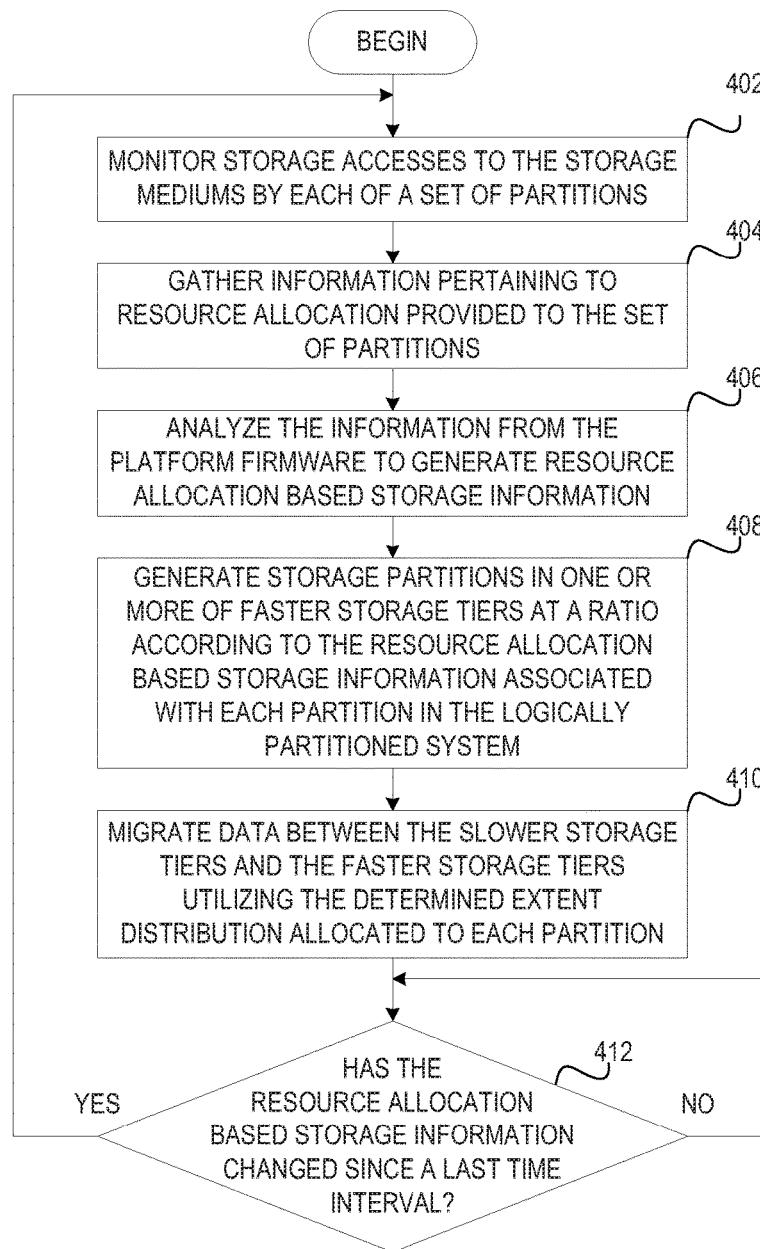 BEGIN
402
MONITOR STORAGE ACCESSES TO THE STORAGE
MEDIUMS BY EACH OF A SET OF PARTITIONS
404
GATHER INFORMATION PERTAINING TO
RESOURCE ALLOCATION PROVIDED TO THE SET
OF PARTITIONS
406
ANALYZE THE INFORMATION FROM THE
PLATFORM FIRMWARE TO GENERATE RESOURCE
ALLOCATION BASED STORAGE INFORMATION
408
GENERATE STORAGE PARTITIONS IN ONE OR
MORE OF FASTER STORAGE TIERS AT A RATIO
ACCORDING TO THE RESOURCE ALLOCATION
BASED STORAGE INFORMATION ASSOCIATED
WITH EACH PARTITION IN THE LOGICALLY
PARTITIONED SYSTEM
410
MIGRATE DATA BETWEEN THE SLOWER STORAGE
TIERS AND THE FASTER STORAGE TIERS
UTILIZING THE DETERMINED EXTENT
DISTRIBUTION ALLOCATED TO EACH PARTITION
412
YES
HAS THE
RESOURCE ALLOCATION
BASED STORAGE INFORMATION
CHANGED SINCE A LAST TIME
INTERVAL?
NO